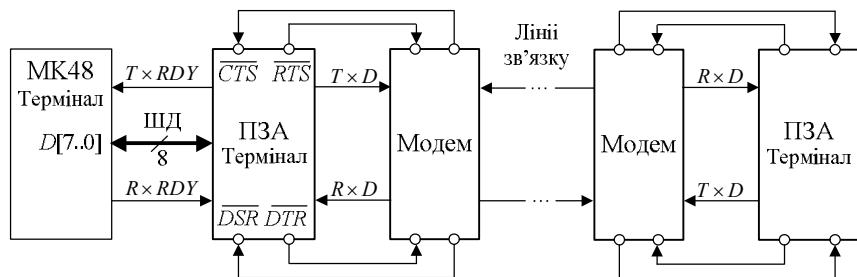 MK48
Термінал
D[7..0]
T×RDY
ШД
8
R×RDY
CTS RTS
ПЗА
Термінал
DSR DTR
T×D
R×D
Модем
Лінії
зв'язку
...
...
Модем
R×D
T×D
ПЗА
Термінал